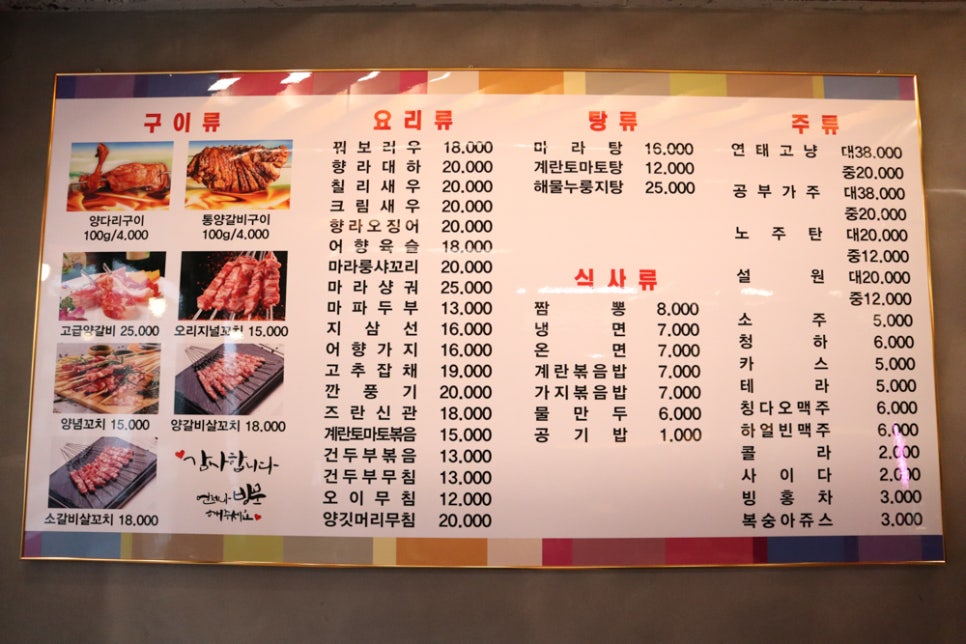 구이류
양다리구이
100g/4.000
통양갈비구이
100g/4.000
고급양갈비 25.000
오리지널꼬치 15.000
양념꼬치 15.000
양갈비살꼬치 18.000
소갈비살꼬치 18.000
감사합니다
언제나 방문
해주세요
요리류
꿔보러우 18.000
향라대하 20.000
칠리새우 20.000
크림새우 20.000
향라오징어 20.000
어향육슬 18.000
마라룽샤꼬리 20.000
마라샹궈 25.000
마파두부 13.000
지삼선 16.000
어향가지 16.000
고추잡채 19.000
깐풍기 20.000
즈란신관 18.000
계란토마토볶음 15.000
건두부볶음 13.000
건두부무침 13.000
오이무침 12.000
양깃머리무침 20.000
탕류
마라탕 16.000
계란토마토탕 12.000
해물누룽지탕 25.000
식사류
짬뽕 8.000
냉면 7.000
온면 7.000
계란볶음밥 7.000
가지볶음밥 7.000
물만두 6.000
공기밥 1.000
주류
연태고냥 대38.000
중20.000
공부가주 대38.000
중20.000
노주탄 대20.000
중12.000
설원 대20.000
중12.000
소주 5.000
청하 6.000
카스 5.000
테라 5.000
칭다오맥주 6.000
하얼빈맥주 6.000
콜라 2.000
사이다 2.000
빙홍차 3.000
복숭아쥬스 3.000